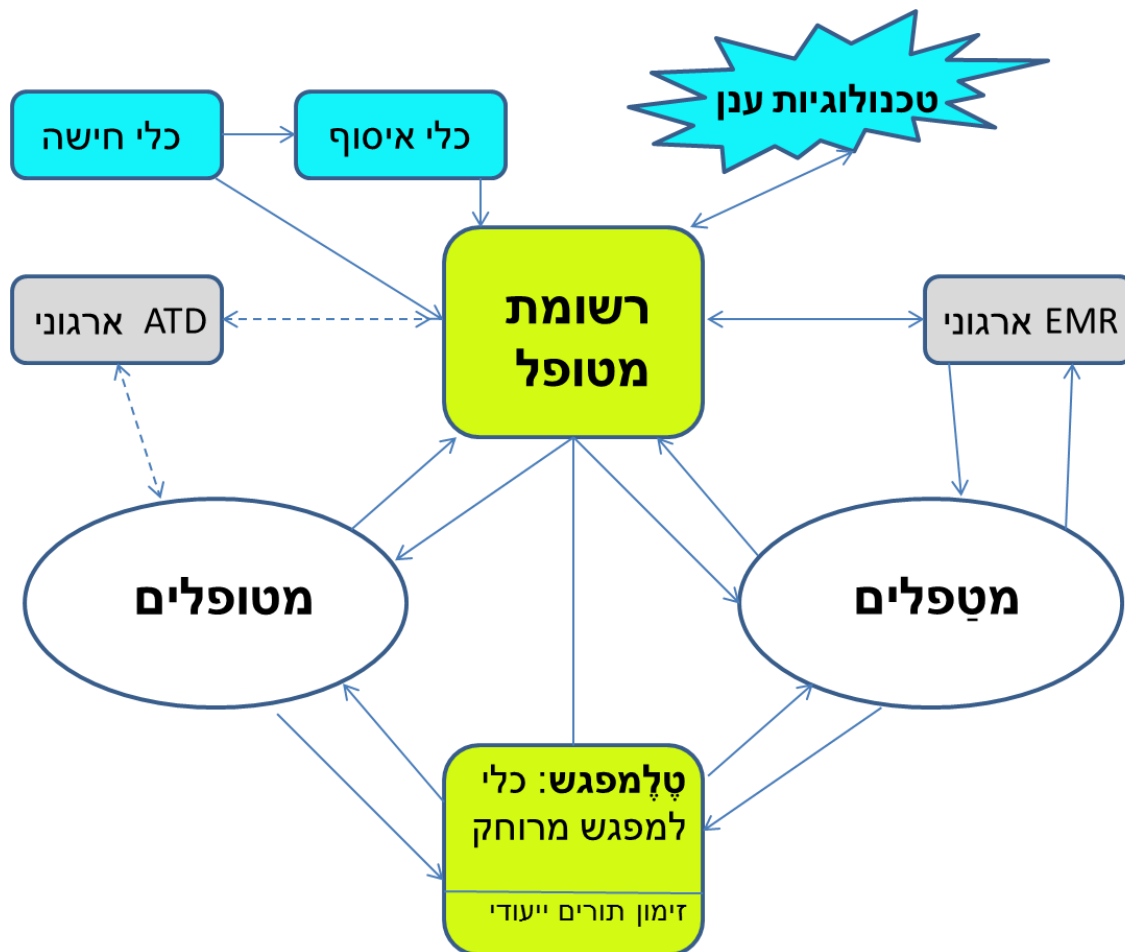 טכנולוגיות ענן
כלי איסוף
כלי חישה
רשומת
מטופל
EMR ארגוני
ATD ארגוני
מטַפלים
מטופלים
טֶלֶמפגש: כלי
למפגש מרוחק
זימון תורים ייעודי